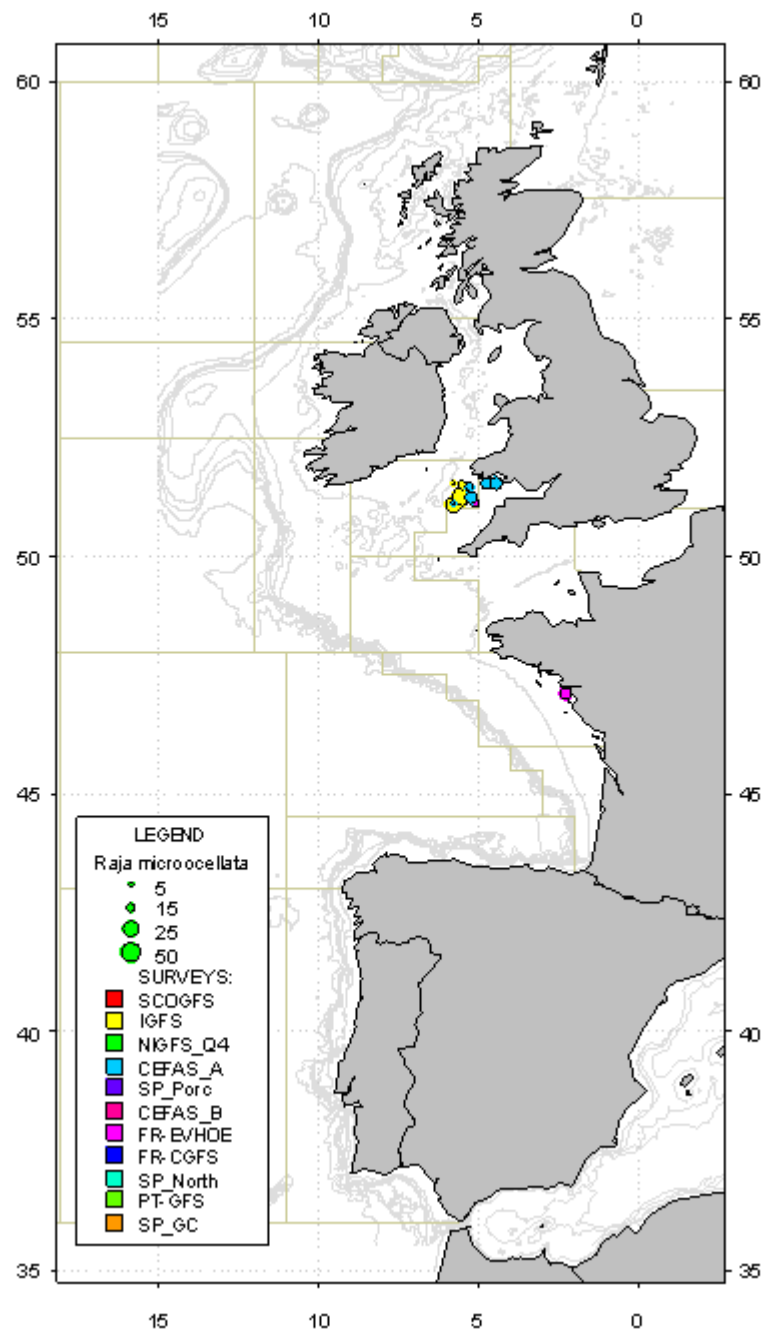 15 10 5 0
60 60
55 55
50 50
45 45
LEGEND
Raja microocellata
5
15
25
50
SURVEYS:
SCOGFS
IGFS
NIGFS_Q4
CEFAS_A
SP_Porc
CEFAS_B
FR-EVHOE
FR-CGFS
SP_North
PT-GFS
SP_GC
40 40
35 35
15 10 5 0